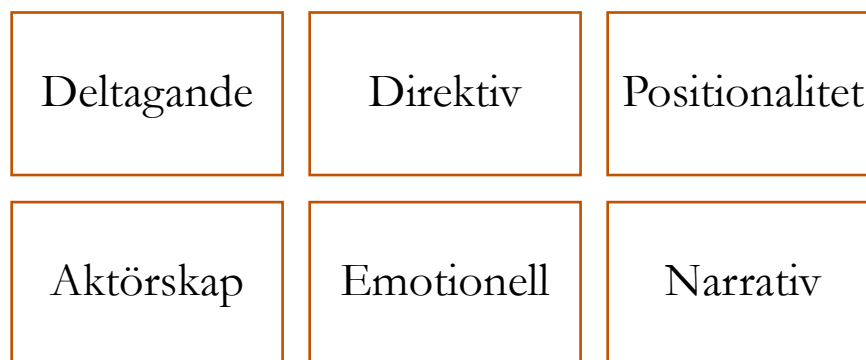 Deltagande
Direktiv
Positionalitet
Aktörskap
Emotionell
Narrativ